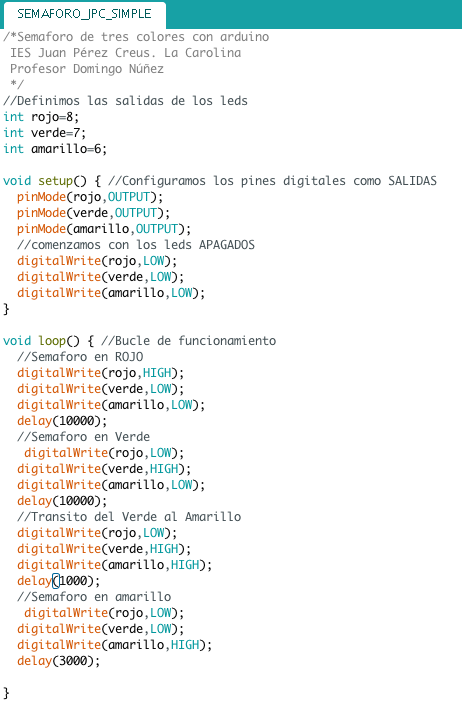 SEMAFORO_JPC_SIMPLE
/*Semaforo de tres colores con arduino
 IES Juan Pérez Creus. La Carolina
 Profesor Domingo Núñez
 */
//Definimos las salidas de los leds
int rojo=8;
int verde=7;
int amarillo=6;

void setup() { //Configuramos los pines digitales como SALIDAS
  pinMode(rojo,OUTPUT);
  pinMode(verde,OUTPUT);
  pinMode(amarillo,OUTPUT);
  //comenzamos con los leds APAGADOS
  digitalWrite(rojo,LOW);
  digitalWrite(verde,LOW);
  digitalWrite(amarillo,LOW);
}

void loop() { //Bucle de funcionamiento
  //Semaforo en ROJO
  digitalWrite(rojo,HIGH);
  digitalWrite(verde,LOW);
  digitalWrite(amarillo,LOW);
  delay(10000);
  //Semaforo en Verde
   digitalWrite(rojo,LOW);
  digitalWrite(verde,HIGH);
  digitalWrite(amarillo,LOW);
  delay(10000);
  //Transito del Verde al Amarillo
  digitalWrite(rojo,LOW);
  digitalWrite(verde,HIGH);
  digitalWrite(amarillo,HIGH);
  delay(1000);
  //Semaforo en amarillo
   digitalWrite(rojo,LOW);
  digitalWrite(verde,LOW);
  digitalWrite(amarillo,HIGH);
  delay(3000);

}